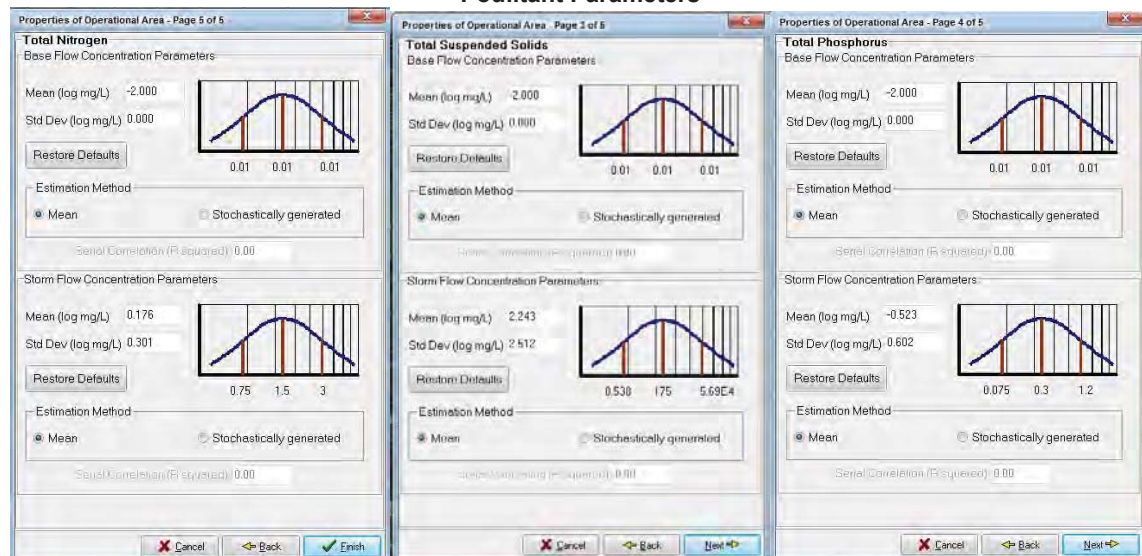 Properties of Operational Area - Page 5 of 5
Total Nitrogen
Base Flow Concentration Parameters
Mean (log mg/L) -2.000
Std Dev (log mg/L) 0.000
Restore Defaults
0.01 0.01 0.01
Estimation Method
Mean
Stochastically generated
Serial Correlation (R squared) 0.00
Storm Flow Concentration Parameters
Mean (log mg/L) 0.176
Std Dev (log mg/L) 0.301
Restore Defaults
0.75 1.5 3
Estimation Method
Mean
Stochastically generated
Serial Correlation (R squared) 0.00
Cancel
Back
Finish
Properties of Operational Area Page 3 of 5
Total Suspended Solids
Base Flow Concentration Parameters
Mean (log mg/L) -2.000
Std Dev (log mg/L) 0.000
Restore Defaults
0.01 0.01 0.01
Estimation Method
Mean
Stochastically generated
0.00
Storm Flow Concentration Parameters
Mean (log mg/L) 2.243
Std Dev (log mg/L) 2.512
Restore Defaults
0.538 175 5.69E4
Estimation Method
Mean
Stochastically generated
0.00
Cancel
Back
Next
Properties of Operational Area - Page 4 of 5
Total Phosphorus
Base Flow Concentration Parameters
Mean (log mg/L) -2.000
Std Dev (log mg/L) 0.000
Restore Defaults
0.01 0.01 0.01
Estimation Method
Mean
Stochastically generated
Serial Correlation (R squared) 0.00
Storm Flow Concentration Parameters
Mean (log mg/L) -0.523
Std Dev (log mg/L) 0.602
Restore Defaults
0.075 0.3 1.2
Estimation Method
Mean
Stochastically generated
Serial Correlation (R squared) 0.00
Cancel
Back
Next